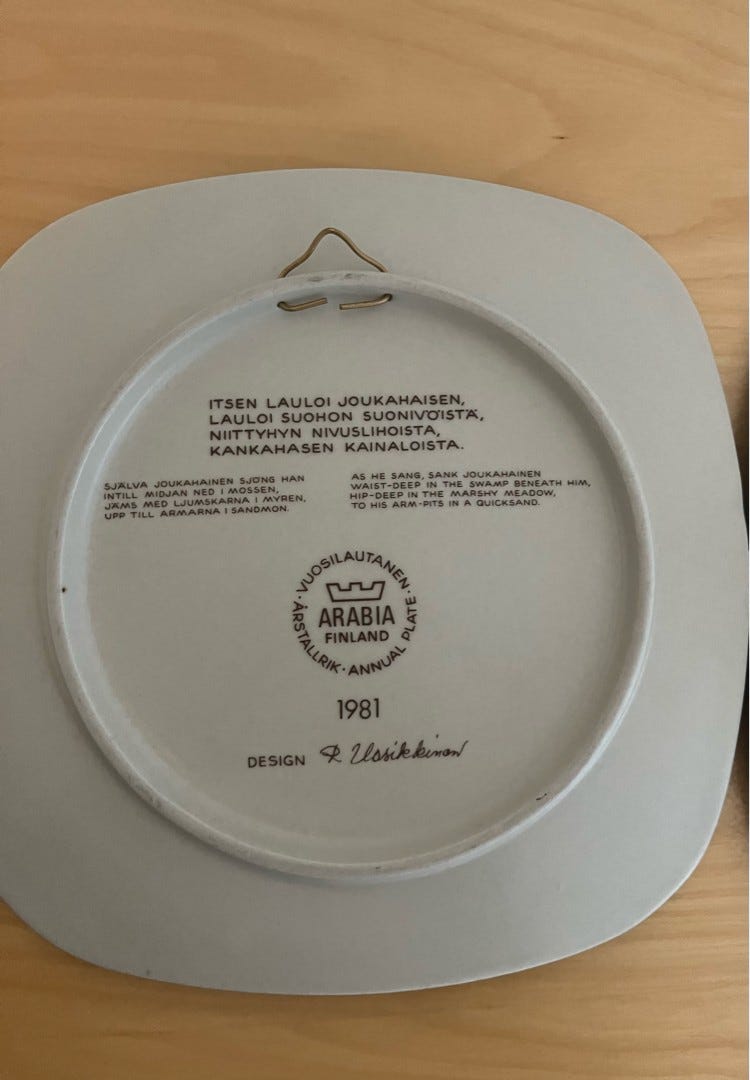 ITSEN LAULOI JOUKAHAISEN,
LAULOI SUOHON SUONIVÖISTÄ,
NIITTYHYN NIVUSLIHOISTA,
KANKAHASEN KAINALOISTA.
SJÄLVA JOUKAHAINEN SJÖNG HAN
INTILL MIDJAN NED I MOSSEN,
JÄMS MED LJUMSKARNA I MYREN,
UPP TILL ARMARNA I SANDMON.
AS HE SANG, SANK JOUKAHAINEN
WAIST-DEEP IN THE SWAMP BENEATH HIM,
HIP-DEEP IN THE MARSHY MEADOW,
TO HIS ARM-PITS IN A QUICKSAND.
· VUOSILAUTANEN ·
ARABIA
FINLAND
ÅRSTALLRIK · ANNUAL PLATE
1981
DESIGN R. Uosikkinen